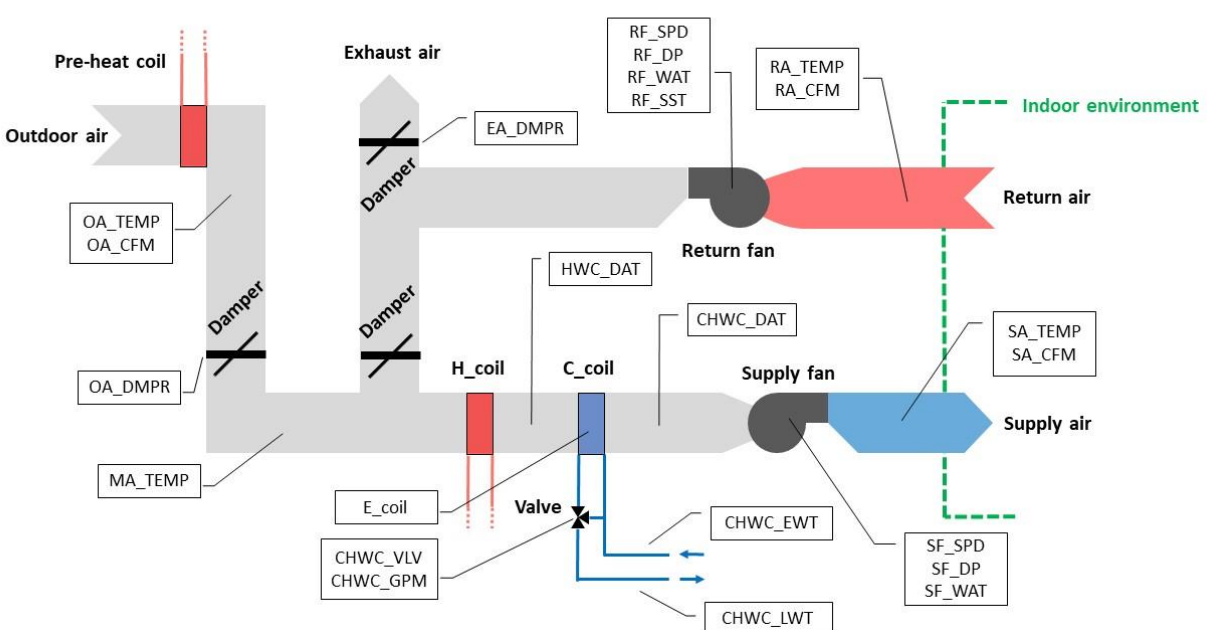 Pre-heat coil
Exhaust air
RF_SPD
RF_DP
RF_WAT
RF_SST
RA_TEMP
RA_CFM
Indoor environment
Outdoor air
EA_DMPR
Damper
Return air
OA_TEMP
OA_CFM
Return fan
HWC_DAT
Damper
Damper
CHWC_DAT
SA_TEMP
SA_CFM
OA_DMPR
H_coil
C_coil
Supply fan
Supply air
MA_TEMP
E_coil
Valve
CHWC_EWT
CHWC_VLV
CHWC_GPM
SF_SPD
SF_DP
SF_WAT
CHWC_LWT